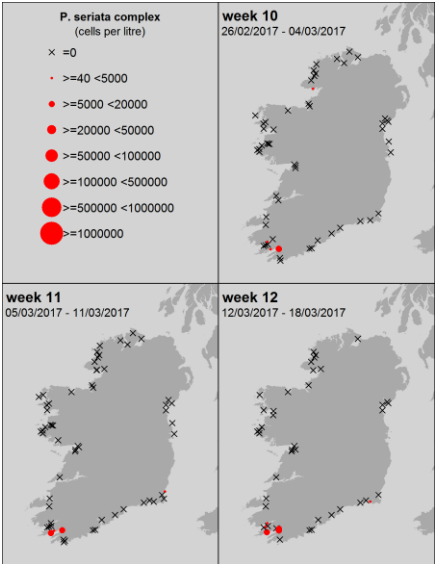 P. seriata complex
(cells per litre)
=0
>=40 <5000
>=5000 <20000
>=20000 <50000
>=50000 <100000
>=100000 <500000
>=500000 <1000000
>=1000000
week 10
26/02/2017 - 04/03/2017
week 11
05/03/2017 - 11/03/2017
week 12
12/03/2017 - 18/03/2017